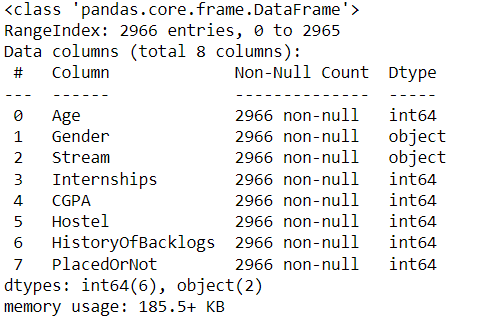 <class 'pandas.core.frame.DataFrame'>
RangeIndex: 2966 entries, 0 to 2965
Data columns (total 8 columns):
 #   Column            Non-Null Count  Dtype
---  ------            --------------  -----
 0   Age               2966 non-null   int64
 1   Gender            2966 non-null   object
 2   Stream            2966 non-null   object
 3   Internships       2966 non-null   int64
 4   CGPA              2966 non-null   int64
 5   Hostel            2966 non-null   int64
 6   HistoryOfBacklogs 2966 non-null   int64
 7   PlacedOrNot       2966 non-null   int64
dtypes: int64(6), object(2)
memory usage: 185.5+ KB